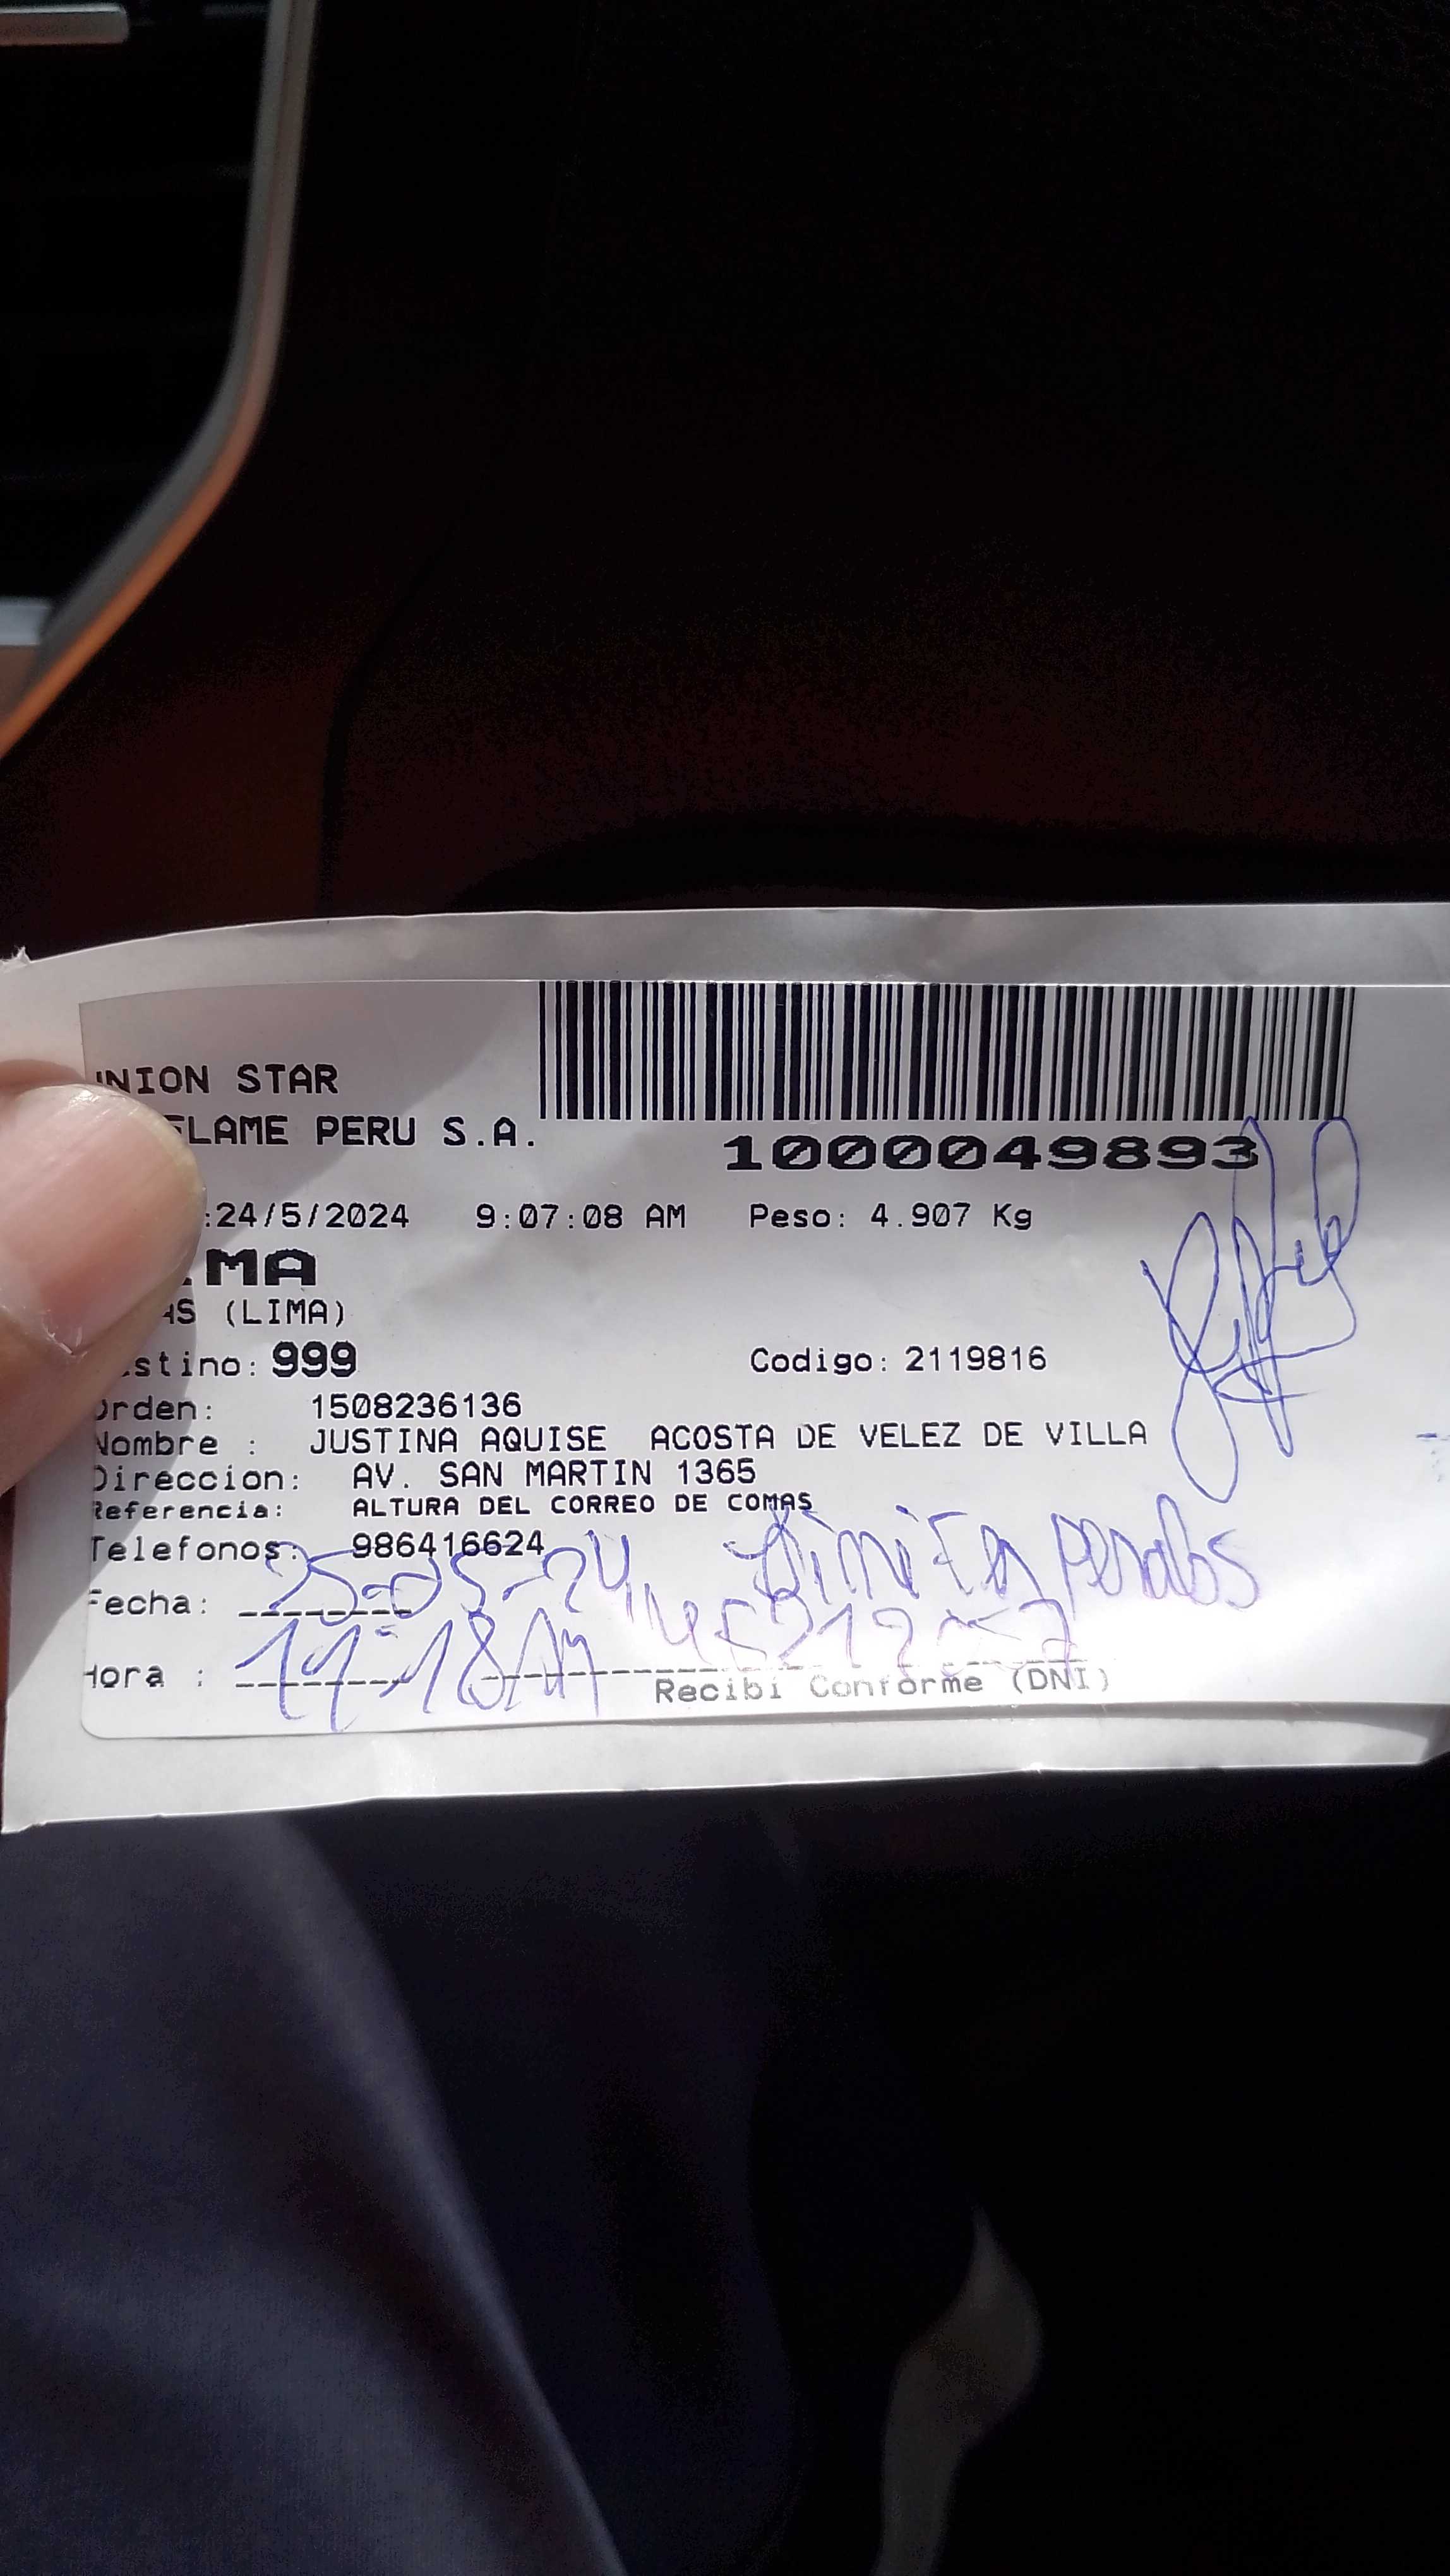 UNION STAR
FLAME PERU S.A.
1000049893
:24/5/2024 9:07:08 AM Peso: 4.907 Kg
MA
AS (LIMA)
stino: 999 Codigo: 2119816
Orden: 1508236136
Nombre : JUSTINA AQUISE ACOSTA DE VELEZ DE VILLA
Direccion: AV. SAN MARTIN 1365
Referencia: ALTURA DEL CORREO DE COMAS
Telefonos: 986416624
Fecha: 25-05-24
Hora :
Recibi Conforme (DNI)